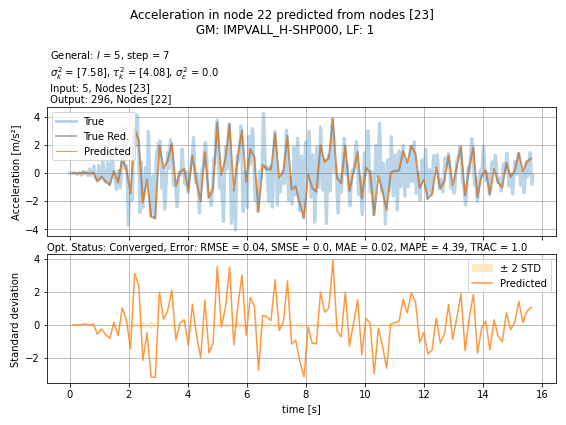 Acceleration in node 22 predicted from nodes [23]
GM: IMPVALL_H-SHP000, LF: 1
General: l = 5, step = 7
σ²ₖ = [7.58], τ²ₖ = [4.08], σ²ε = 0.0
Input: 5, Nodes [23]
Output: 296, Nodes [22]
True
True Red.
Predicted
Acceleration [m/s²]
4
2
0
−2
−4
Opt. Status: Converged, Error: RMSE = 0.04, SMSE = 0.0, MAE = 0.02, MAPE = 4.39, TRAC = 1.0
± 2 STD
Predicted
Standard deviation
4
2
0
−2
0 2 4 6 8 10 12 14 16
time [s]